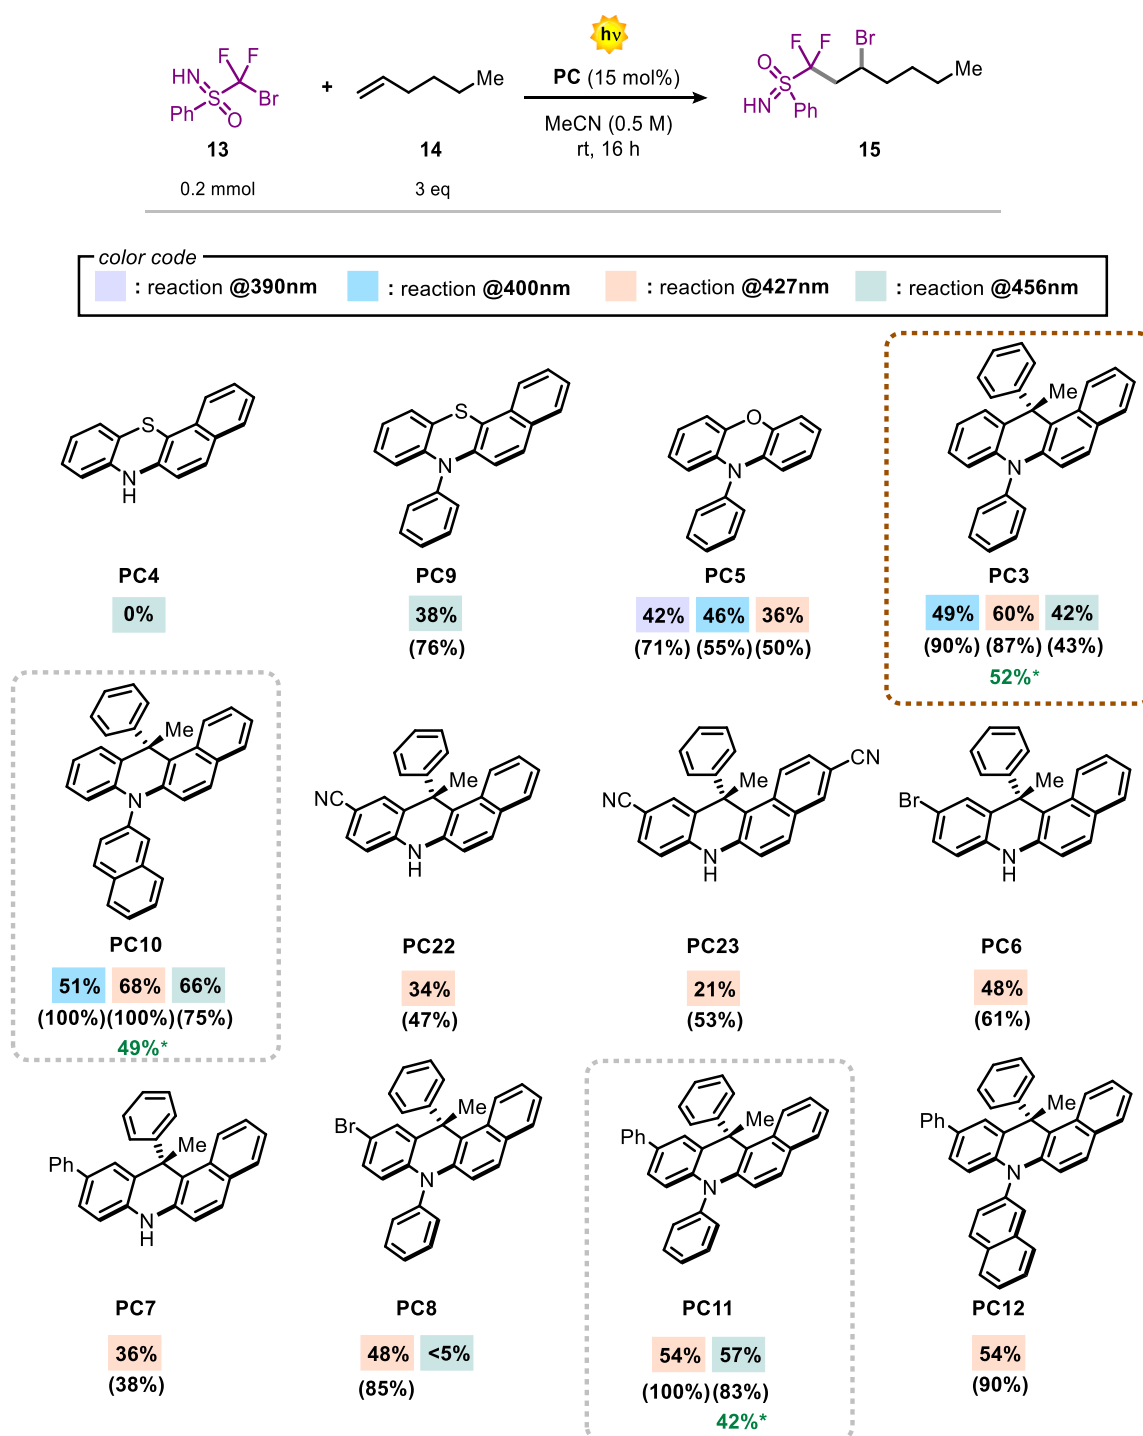 hν
HN
S
O
Ph
F F
Br
13
0.2 mmol
+
Me
14
3 eq
PC (15 mol%)
MeCN (0.5 M)
rt, 16 h
F F
Br
O
S
HN
Ph
Me
15
color code
: reaction @390nm
: reaction @400nm
: reaction @427nm
: reaction @456nm
S
N
H
PC4
0%
S
N
PC9
38%
(76%)
O
N
PC5
42% 46% 36%
(71%) (55%) (50%)
Me
N
PC3
49% 60% 42%
(90%) (87%) (43%)
52%*
Me
N
PC10
51% 68% 66%
(100%) (100%) (75%)
49%*
NC
Me
N
H
PC22
34%
(47%)
NC
Me
CN
N
H
PC23
21%
(53%)
Br
Me
N
H
PC6
48%
(61%)
Ph
Me
N
H
PC7
36%
(38%)
Br
Me
N
PC8
48% <5%
(85%)
Ph
Me
N
PC11
54% 57%
(100%) (83%)
42%*
Ph
Me
N
PC12
54%
(90%)